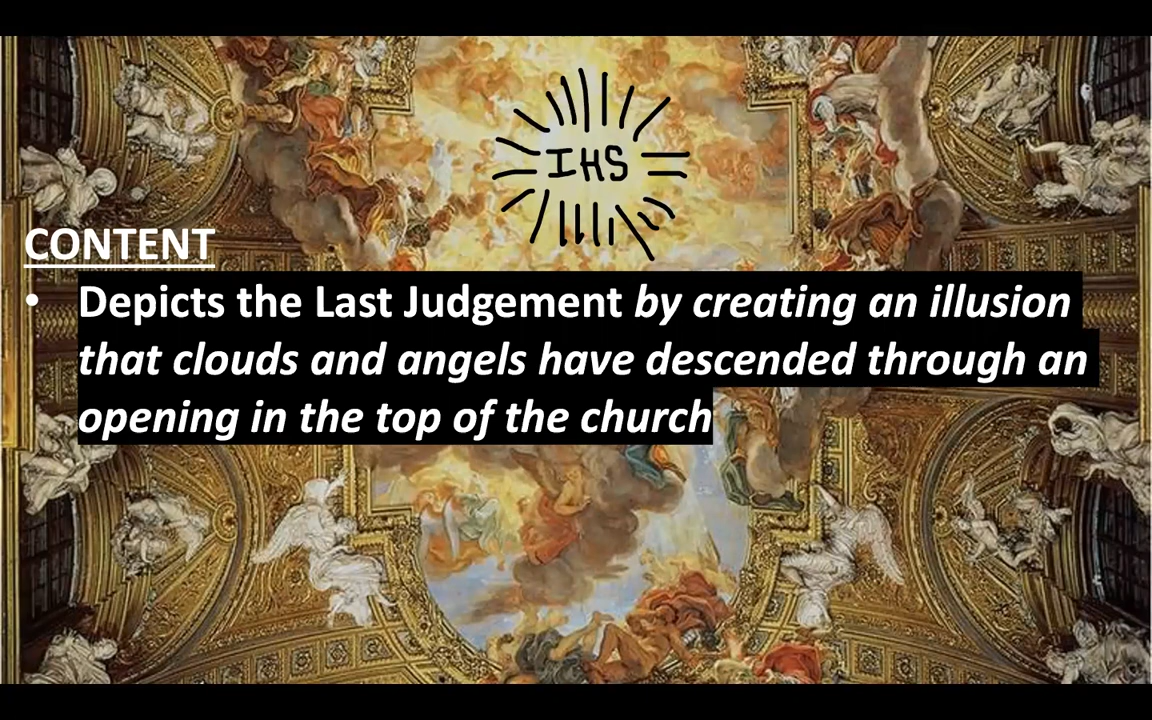 IHS
CONTENT
• Depicts the Last Judgement by creating an illusion
that clouds and angels have descended through an
opening in the top of the church